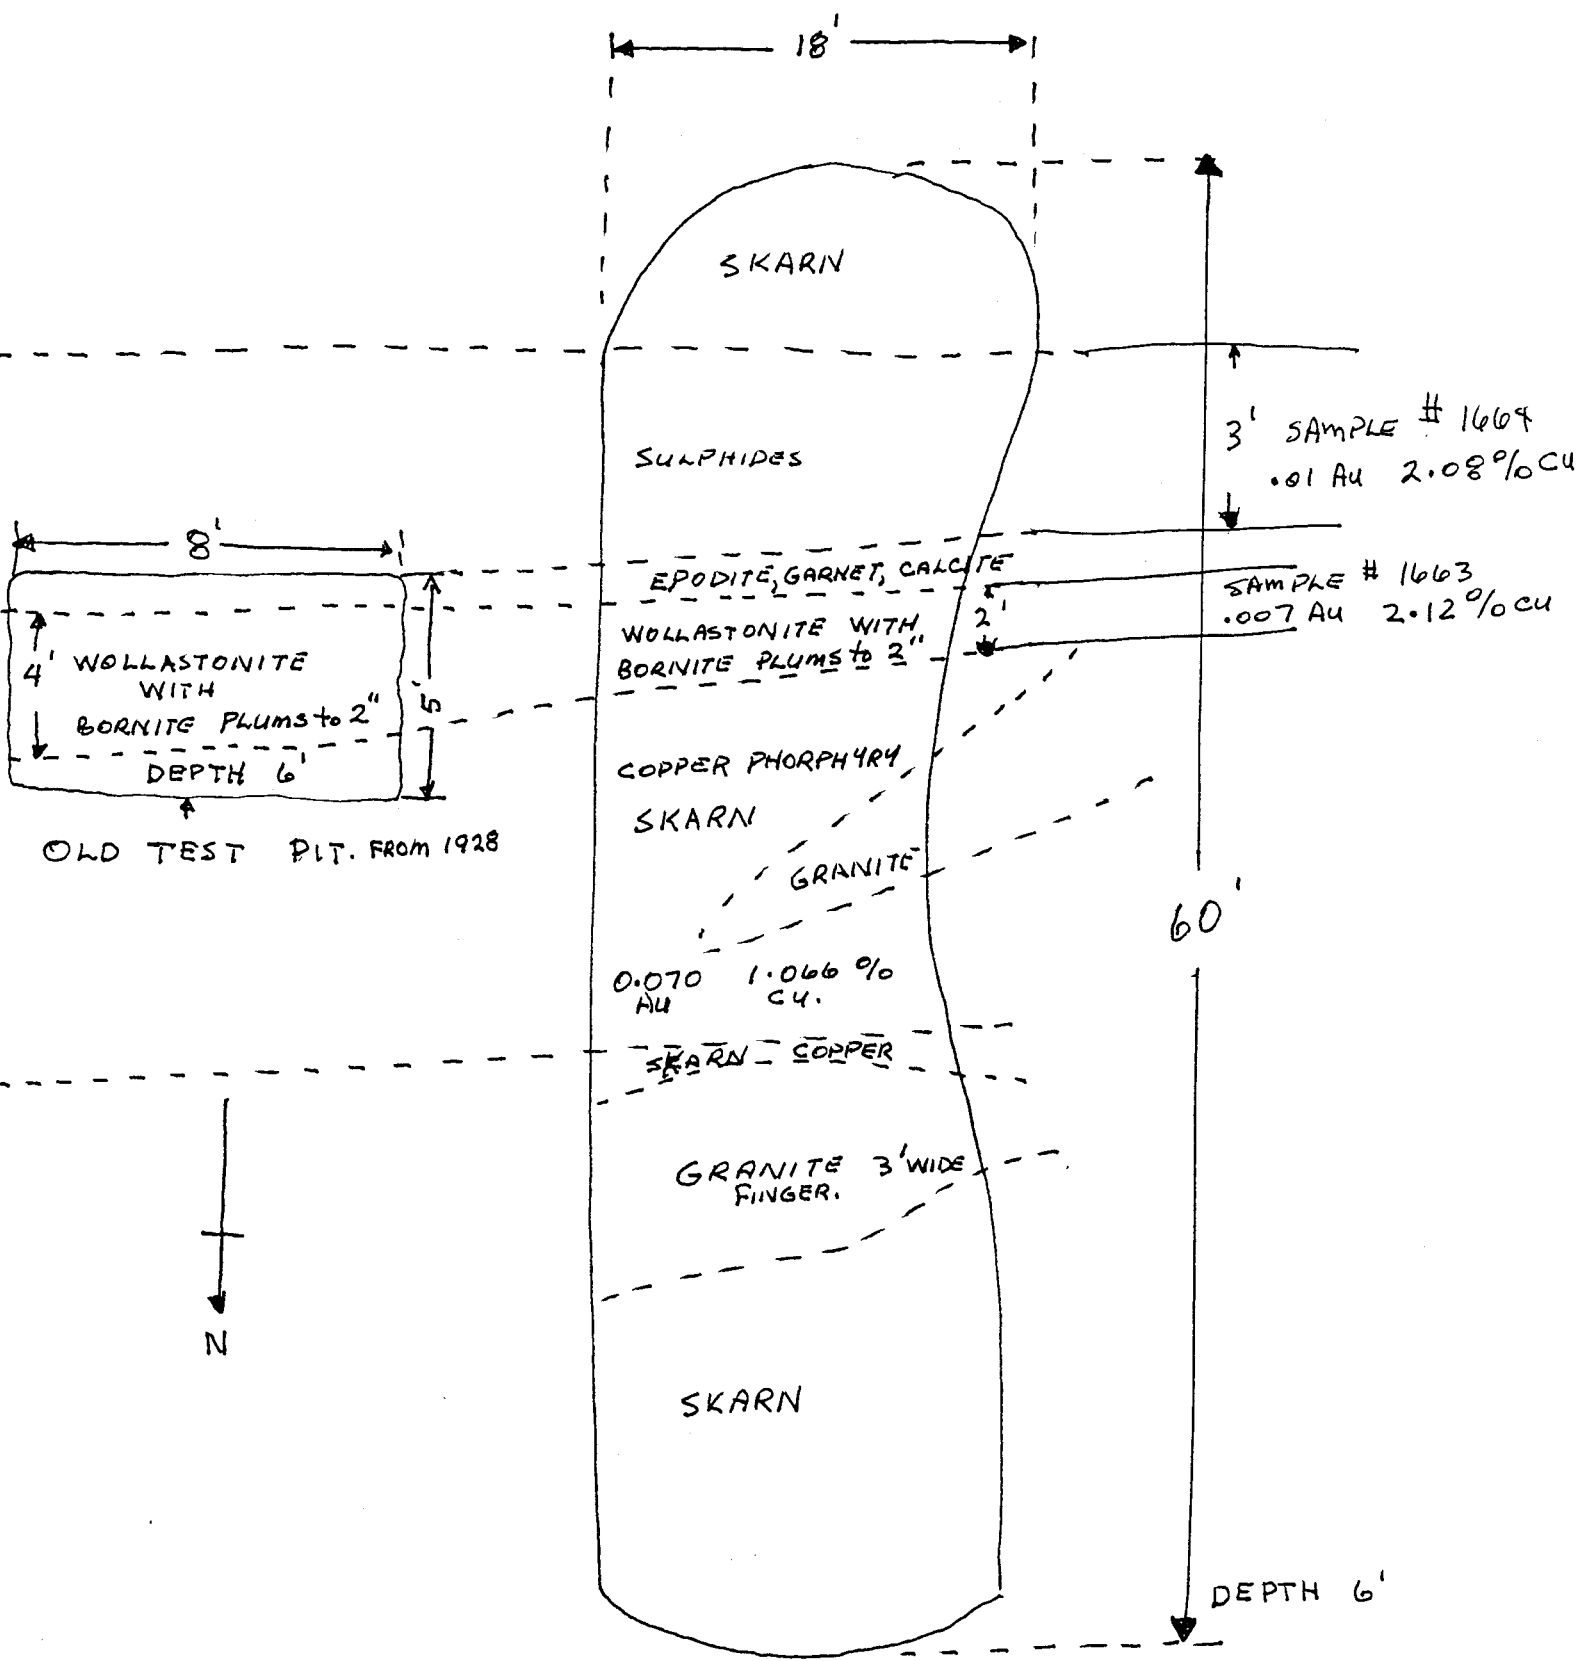 18'
SKARN
SULPHIDES
3' SAMPLE # 1664
.01 Au 2.08% Cu
8'
EPODITE, GARNET, CALCITE
SAMPLE # 1663
.007 Au 2.12% Cu
2'
WOLLASTONITE WITH
BORNITE PLUMS to 2"
4' WOLLASTONITE
WITH
BORNITE PLUMS to 2"
5'
DEPTH 6'
OLD TEST PIT. FROM 1928
COPPER PHORPHYRY
SKARN
GRANITE
60'
0.070 1.066 %
Au Cu.
SKARN - COPPER
GRANITE 3' WIDE
FINGER.
N
SKARN
DEPTH 6'